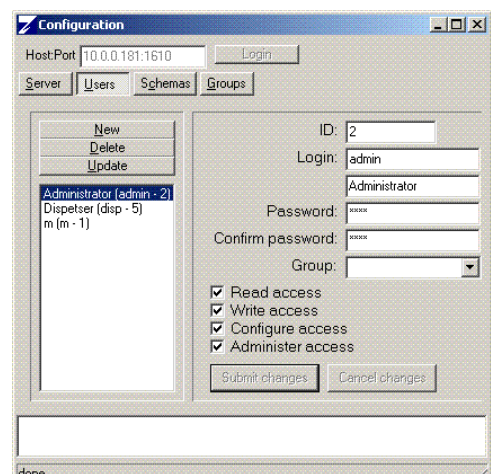 Configuration
Host:Port 10.0.0.181:1610 Login
Server Users Schemas Groups
New
Delete
Update
Administrator (admin - 2)
Dispetser (disp - 5)
m (m - 1)
ID: 2
Login: admin
Administrator
Password: ****
Confirm password: ****
Group:
Read access
Write access
Configure access
Administer access
Submit changes Cancel changes
done